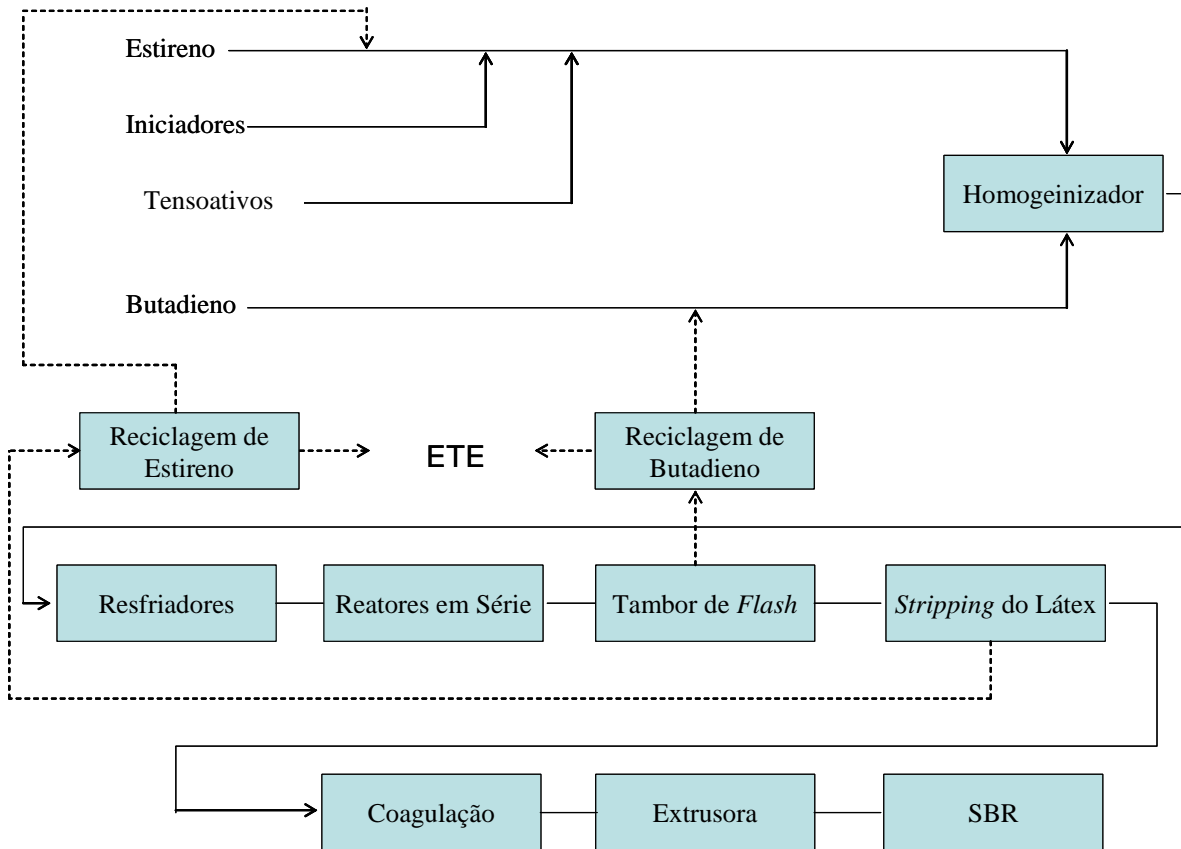 Estireno
Iniciadores
Tensoativos
Homogeinizador
Butadieno
Reciclagem de
Estireno
ETE
Reciclagem de
Butadieno
Resfriadores
Reatores em Série
Tambor de Flash
Stripping do Látex
Coagulação
Extrusora
SBR